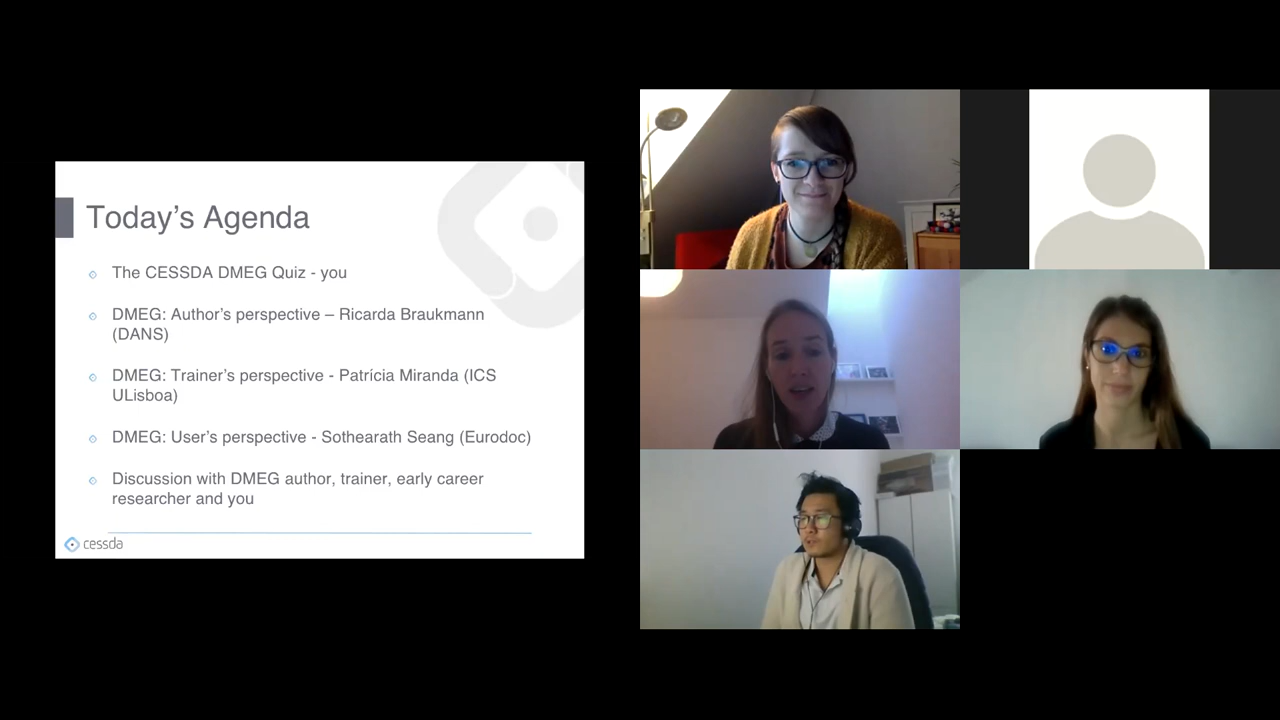 Today's Agenda
The CESSDA DMEG Quiz - you
DMEG: Author's perspective – Ricarda Braukmann
(DANS)
DMEG: Trainer's perspective - Patrícia Miranda (ICS
ULisboa)
DMEG: User's perspective - Sothearath Seang (Eurodoc)
Discussion with DMEG author, trainer, early career
researcher and you
cessda